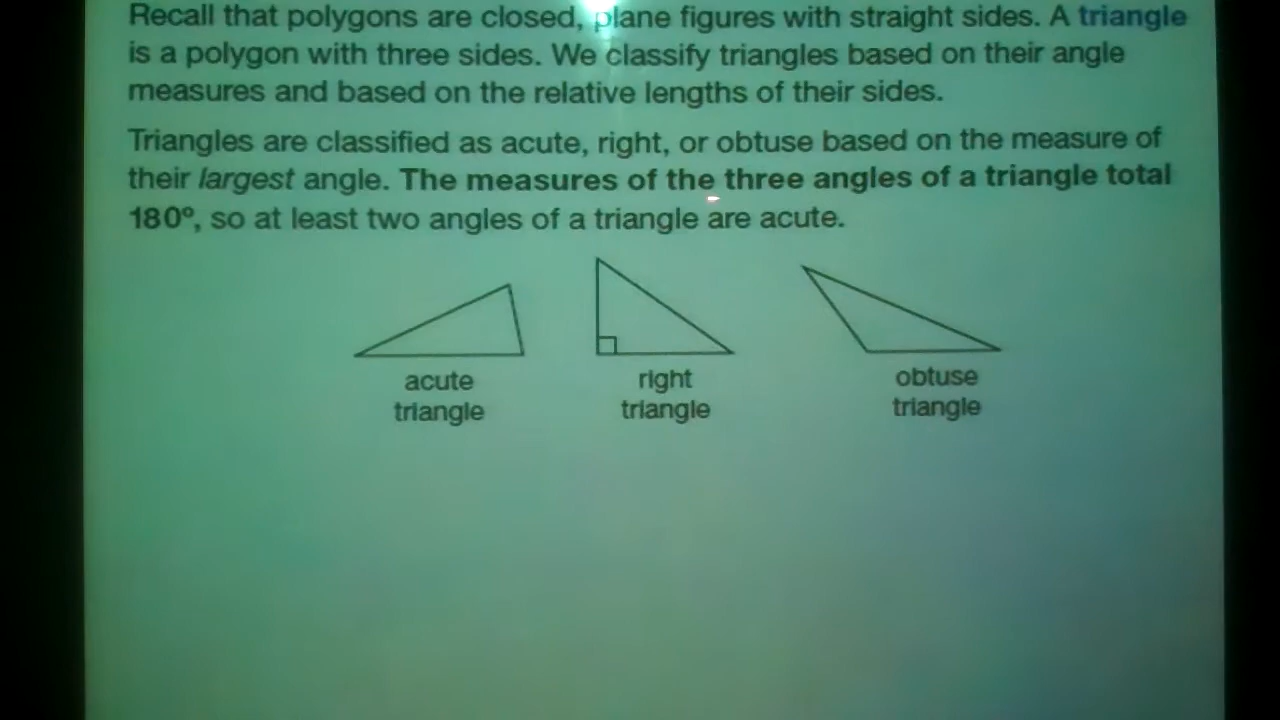 Recall that polygons are closed, plane figures with straight sides. A triangle
is a polygon with three sides. We classify triangles based on their angle
measures and based on the relative lengths of their sides.
Triangles are classified as acute, right, or obtuse based on the measure of
their largest angle. The measures of the three angles of a triangle total
180º, so at least two angles of a triangle are acute.
acute
triangle
right
triangle
obtuse
triangle